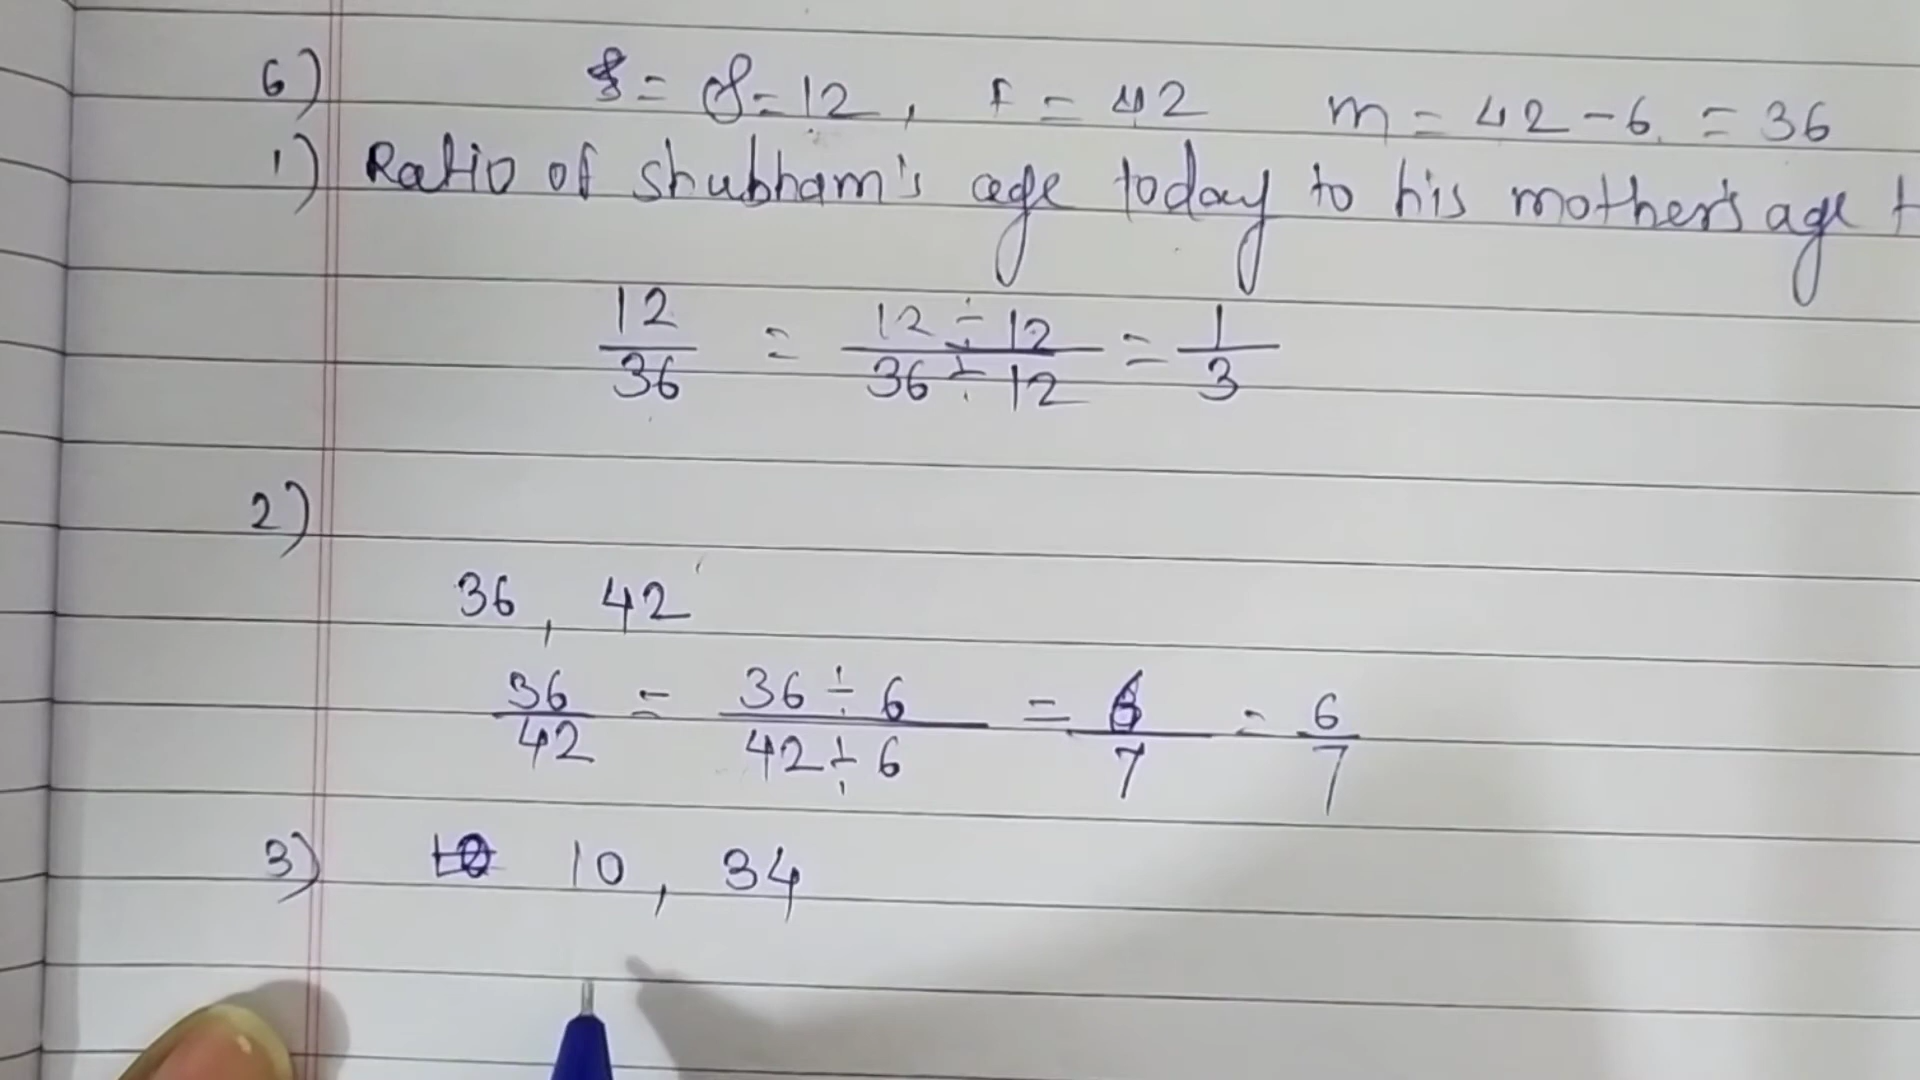 6) S = 12, F = 42 m = 42 - 6 = 36
1) Ratio of shubham's age today to his mother's age t
12/36 = 12 ÷ 12 / 36 ÷ 12 = 1/3
2)
36, 42
36/42 = 36 ÷ 6 / 42 ÷ 6 = 6/7 = 6/7
3) 10, 34